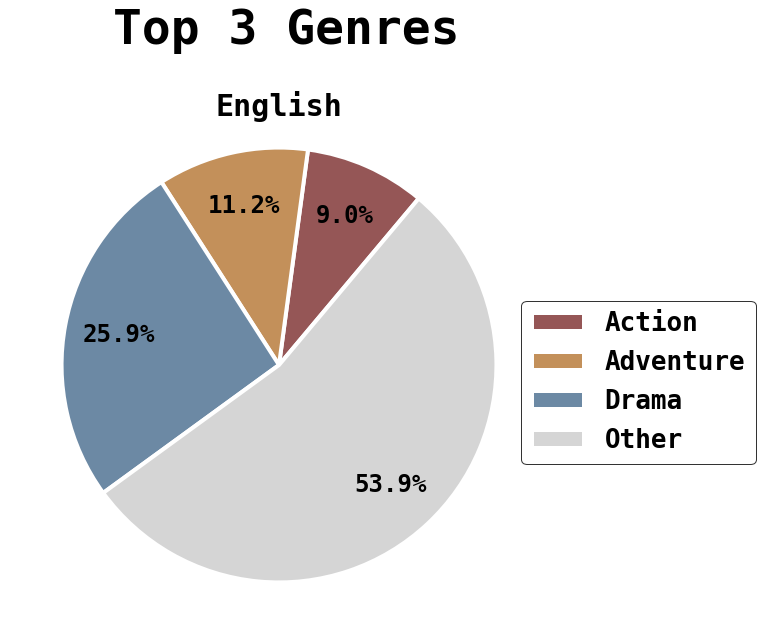 Top 3 Genres
English
11.2%
9.0%
25.9%
53.9%
Action
Adventure
Drama
Other